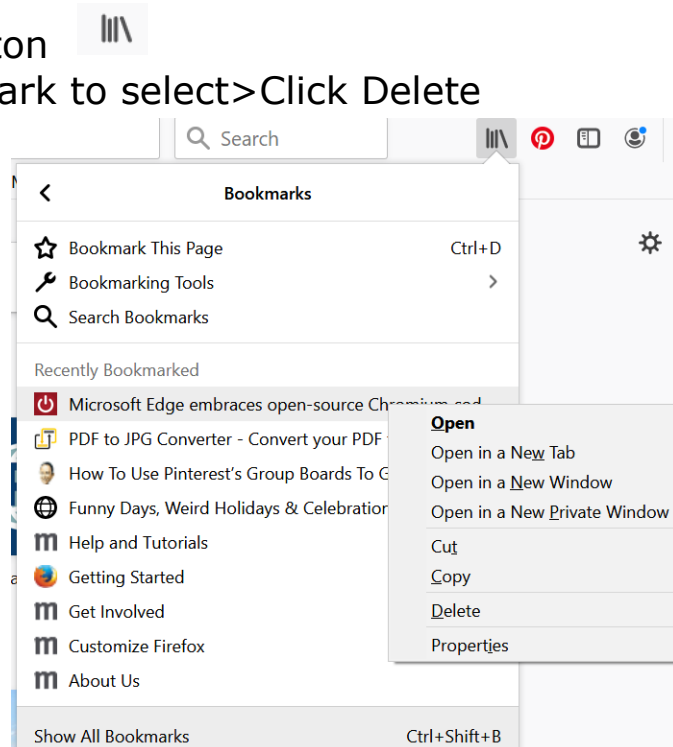 ton
ark to select>Click Delete
Search
Bookmarks
Bookmark This Page Ctrl+D
Bookmarking Tools
Search Bookmarks
Recently Bookmarked
Microsoft Edge embraces open-source Chromium cod
Open
PDF to JPG Converter - Convert your PDF
Open in a New Tab
How To Use Pinterest's Group Boards To G
Open in a New Window
Funny Days, Weird Holidays & Celebration
Open in a New Private Window
Help and Tutorials
Cut
Getting Started
Copy
Get Involved
Delete
Customize Firefox
Properties
About Us
Show All Bookmarks Ctrl+Shift+B